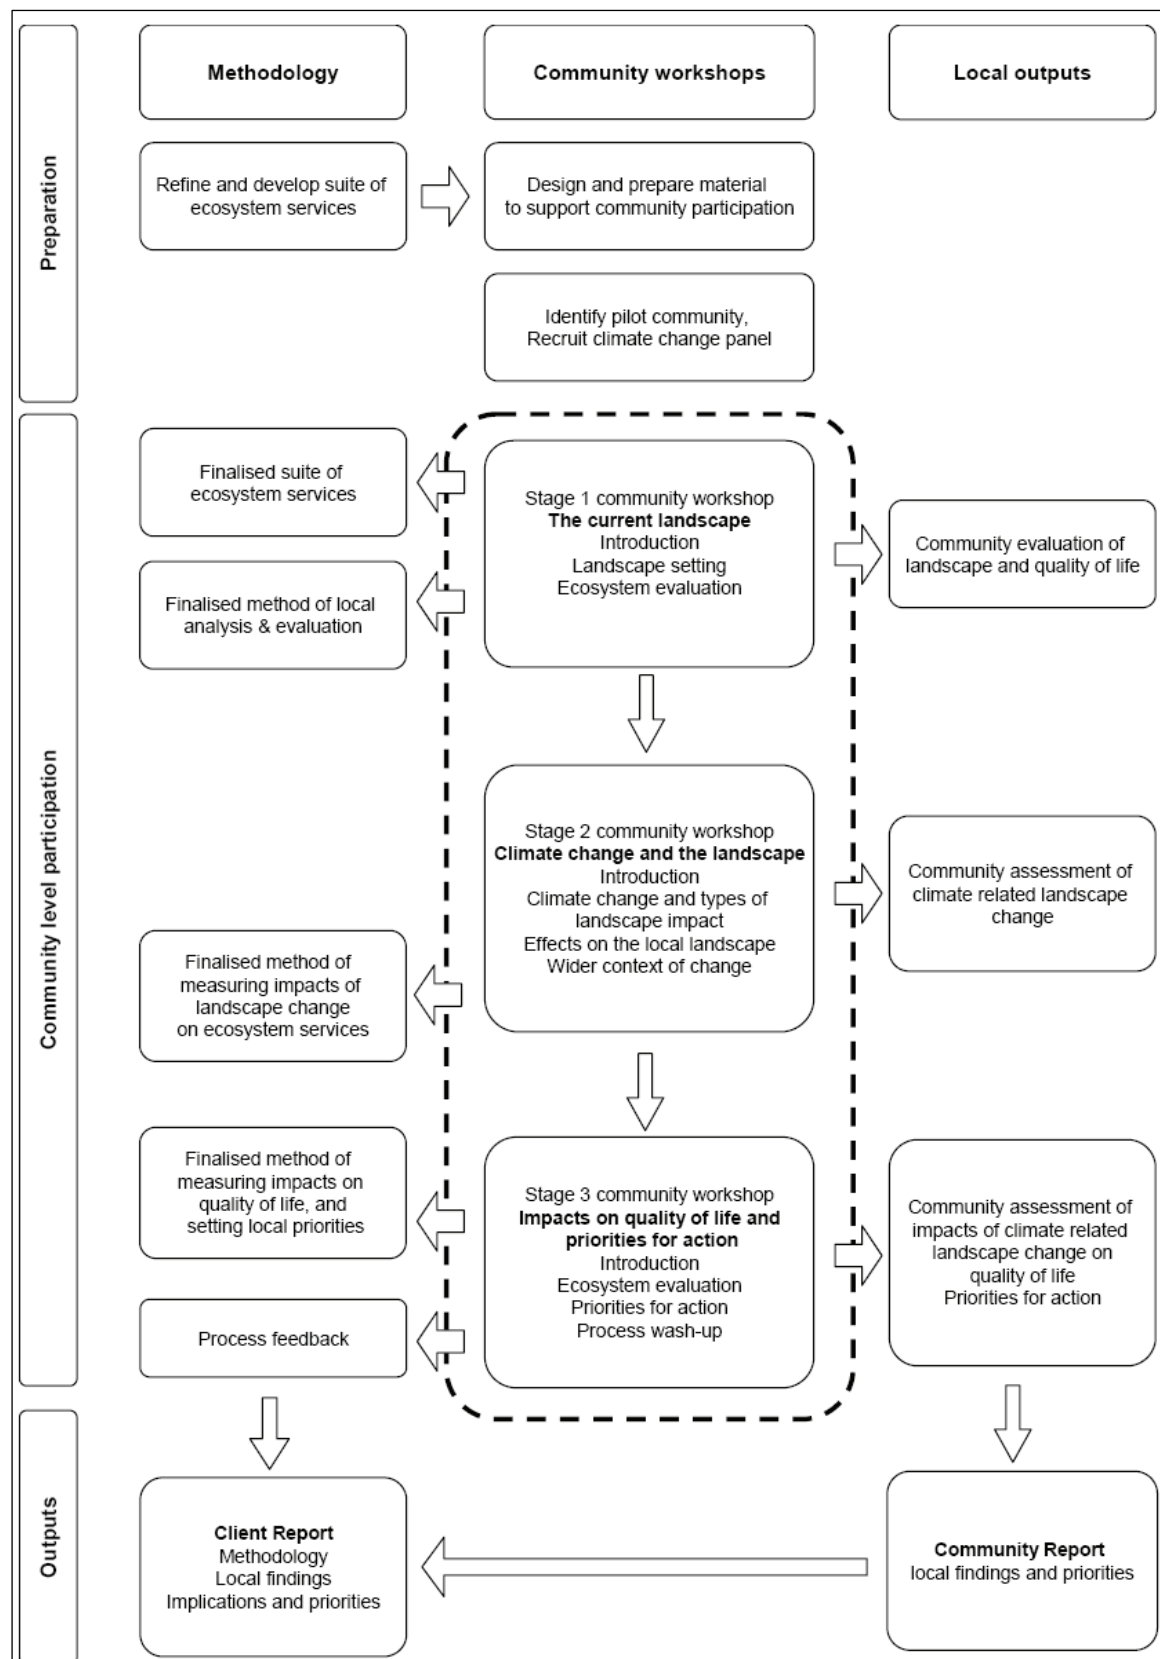 Methodology
Community workshops
Local outputs
Preparation
Refine and develop suite of
ecosystem services
Design and prepare material
to support community participation
Identify pilot community,
Recruit climate change panel
Community level participation
Finalised suite of
ecosystem services
Finalised method of local
analysis & evaluation
Stage 1 community workshop
The current landscape
Introduction
Landscape setting
Ecosystem evaluation
Community evaluation of
landscape and quality of life
Stage 2 community workshop
Climate change and the landscape
Introduction
Climate change and types of
landscape impact
Effects on the local landscape
Wider context of change
Community assessment of
climate related landscape
change
Finalised method of
measuring impacts of
landscape change
on ecosystem services
Finalised method of
measuring impacts on
quality of life, and
setting local priorities
Stage 3 community workshop
Impacts on quality of life and
priorities for action
Introduction
Ecosystem evaluation
Priorities for action
Process wash-up
Community assessment of
impacts of climate related
landscape change on
quality of life
Priorities for action
Process feedback
Outputs
Client Report
Methodology
Local findings
Implications and priorities
Community Report
local findings and priorities